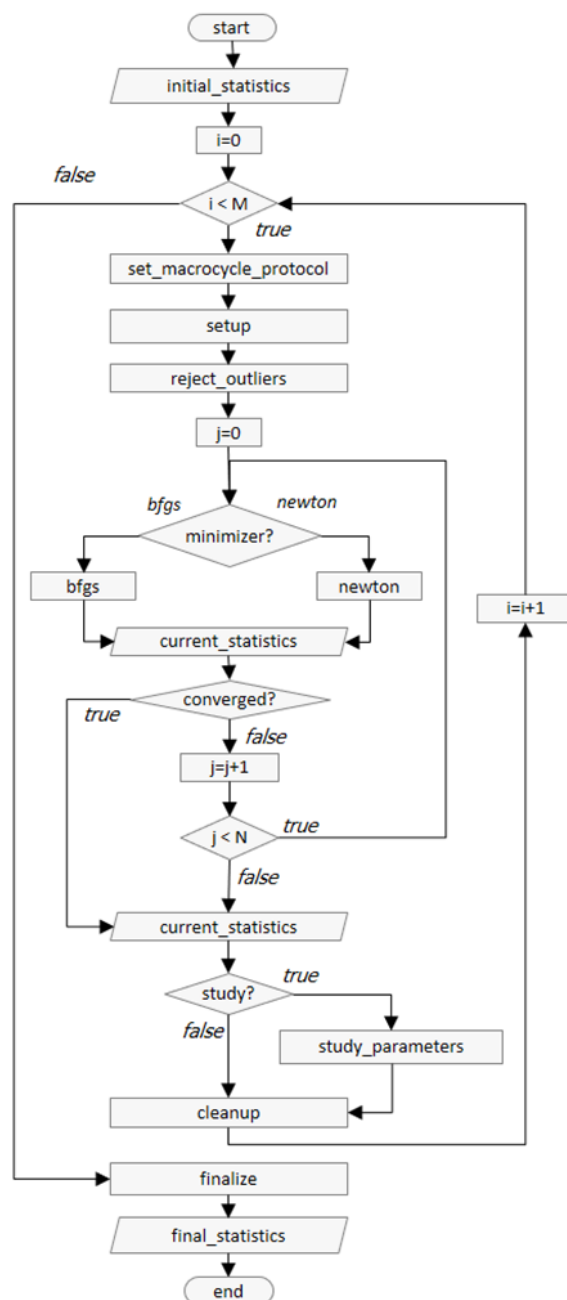 start
initial_statistics
i=0
false
i < M
true
set_macrocycle_protocol
setup
reject_outliers
j=0
bfgs
newton
minimizer?
bfgs
newton
i=i+1
current_statistics
converged?
true
false
j=j+1
j < N
true
false
current_statistics
study?
true
false
study_parameters
cleanup
finalize
final_statistics
end